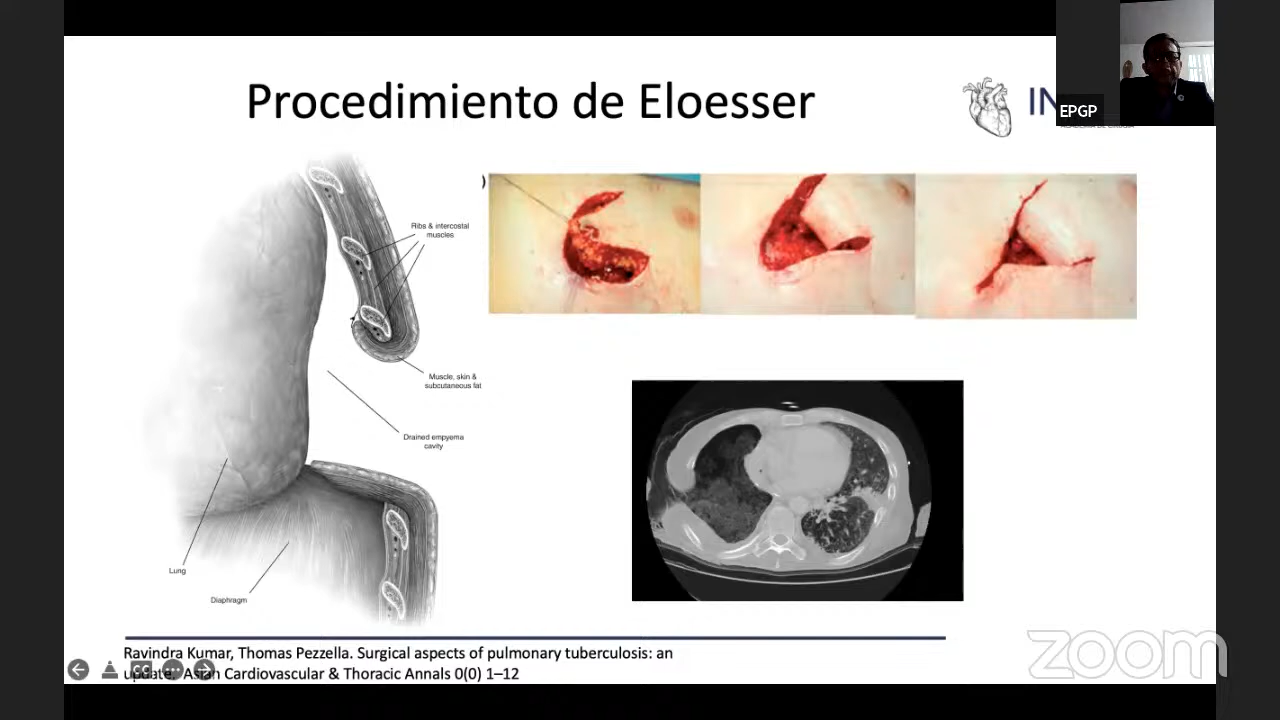 Procedimiento de Eloesser
IN
EPGP
Ribs & intercostal
muscles
Muscle, skin &
subcutaneous fat
Drained empyema
cavity
Lung
Diaphragm
)
Ravindra Kumar, Thomas Pezzella. Surgical aspects of pulmonary tuberculosis: an
update. Asian Cardiovascular & Thoracic Annals 0(0) 1–12
zoom